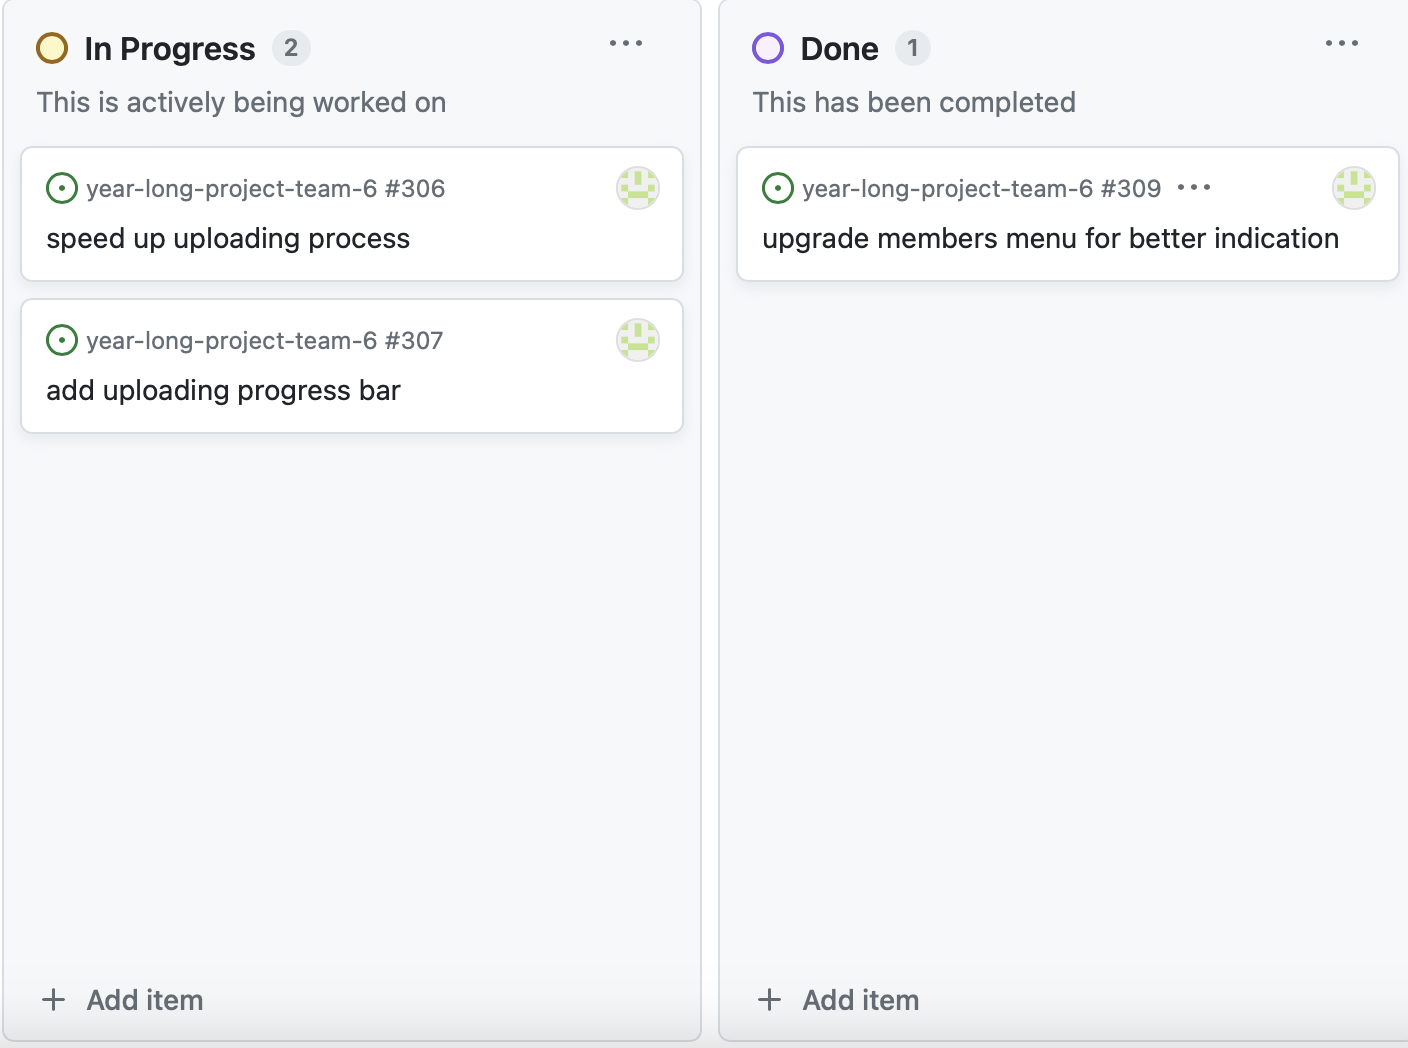 In Progress 2
This is actively being worked on
year-long-project-team-6 #306
speed up uploading process
year-long-project-team-6 #307
add uploading progress bar
+ Add item
Done 1
This has been completed
year-long-project-team-6 #309 ···
upgrade members menu for better indication
+ Add item